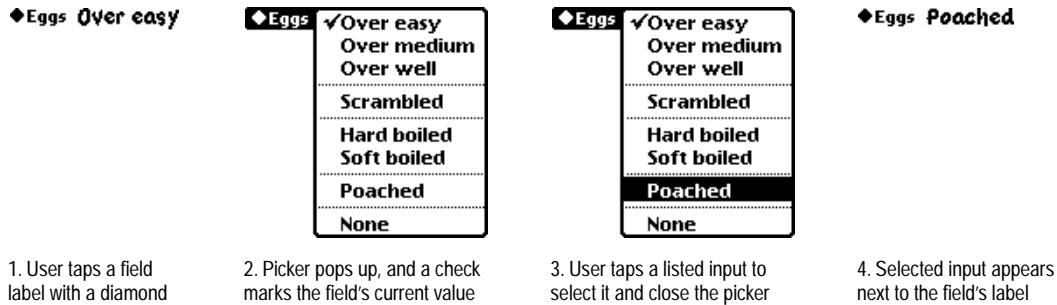 ◆Eggs Over easy
◆Eggs
✓Over easy
Over medium
Over well
Scrambled
Hard boiled
Soft boiled
Poached
None
◆Eggs
✓Over easy
Over medium
Over well
Scrambled
Hard boiled
Soft boiled
Poached
None
◆Eggs Poached
1. User taps a field
label with a diamond
2. Picker pops up, and a check
marks the field's current value
3. User taps a listed input to
select it and close the picker
4. Selected input appears
next to the field's label